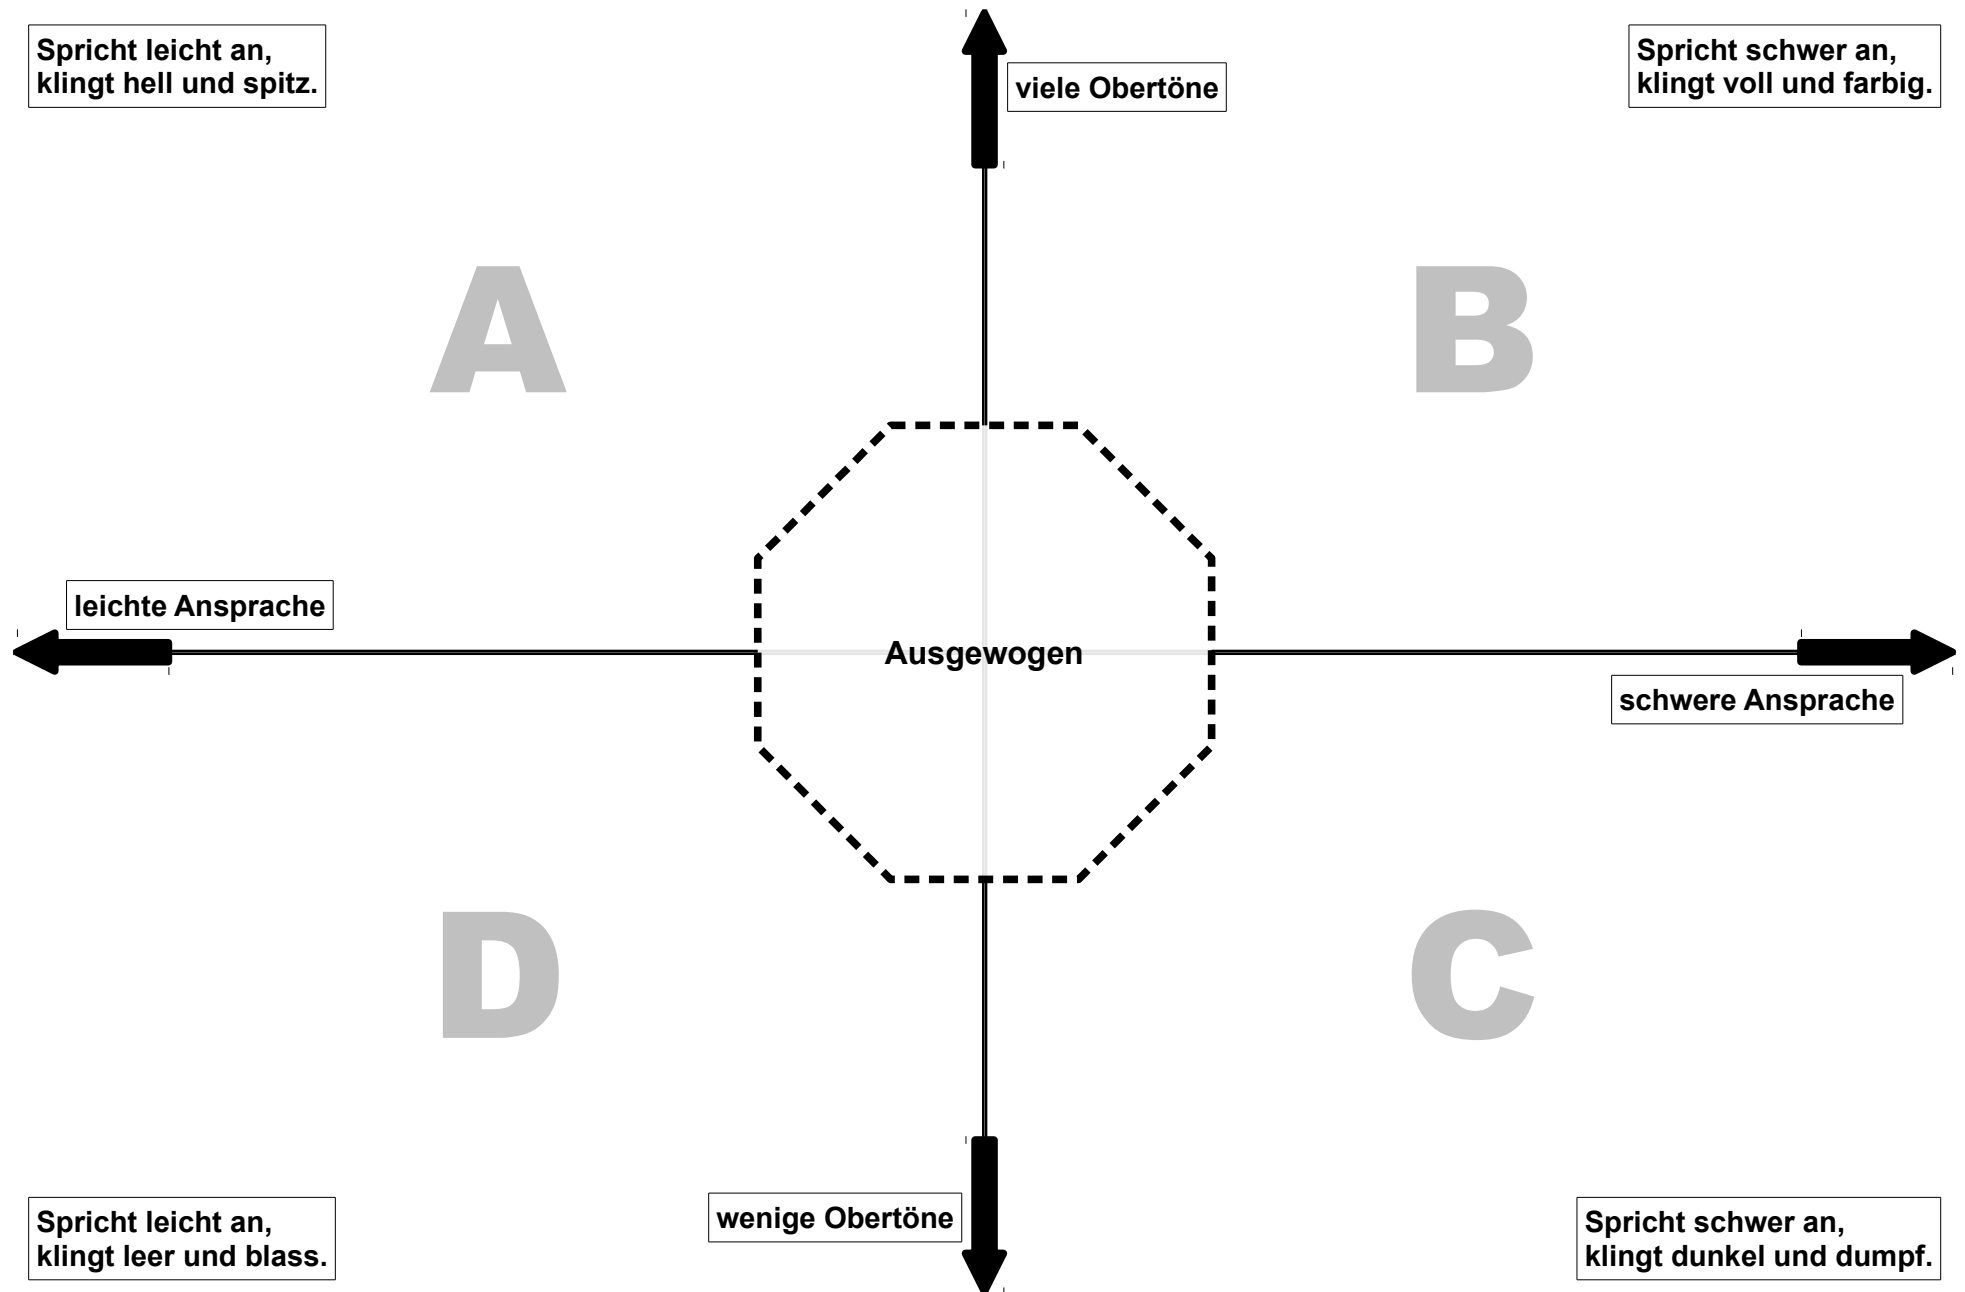 Spricht leicht an,
klingt hell und spitz.
viele Obertöne
Spricht schwer an,
klingt voll und farbig.
A
B
leichte Ansprache
Ausgewogen
schwere Ansprache
D
C
Spricht leicht an,
klingt leer und blass.
wenige Obertöne
Spricht schwer an,
klingt dunkel und dumpf.